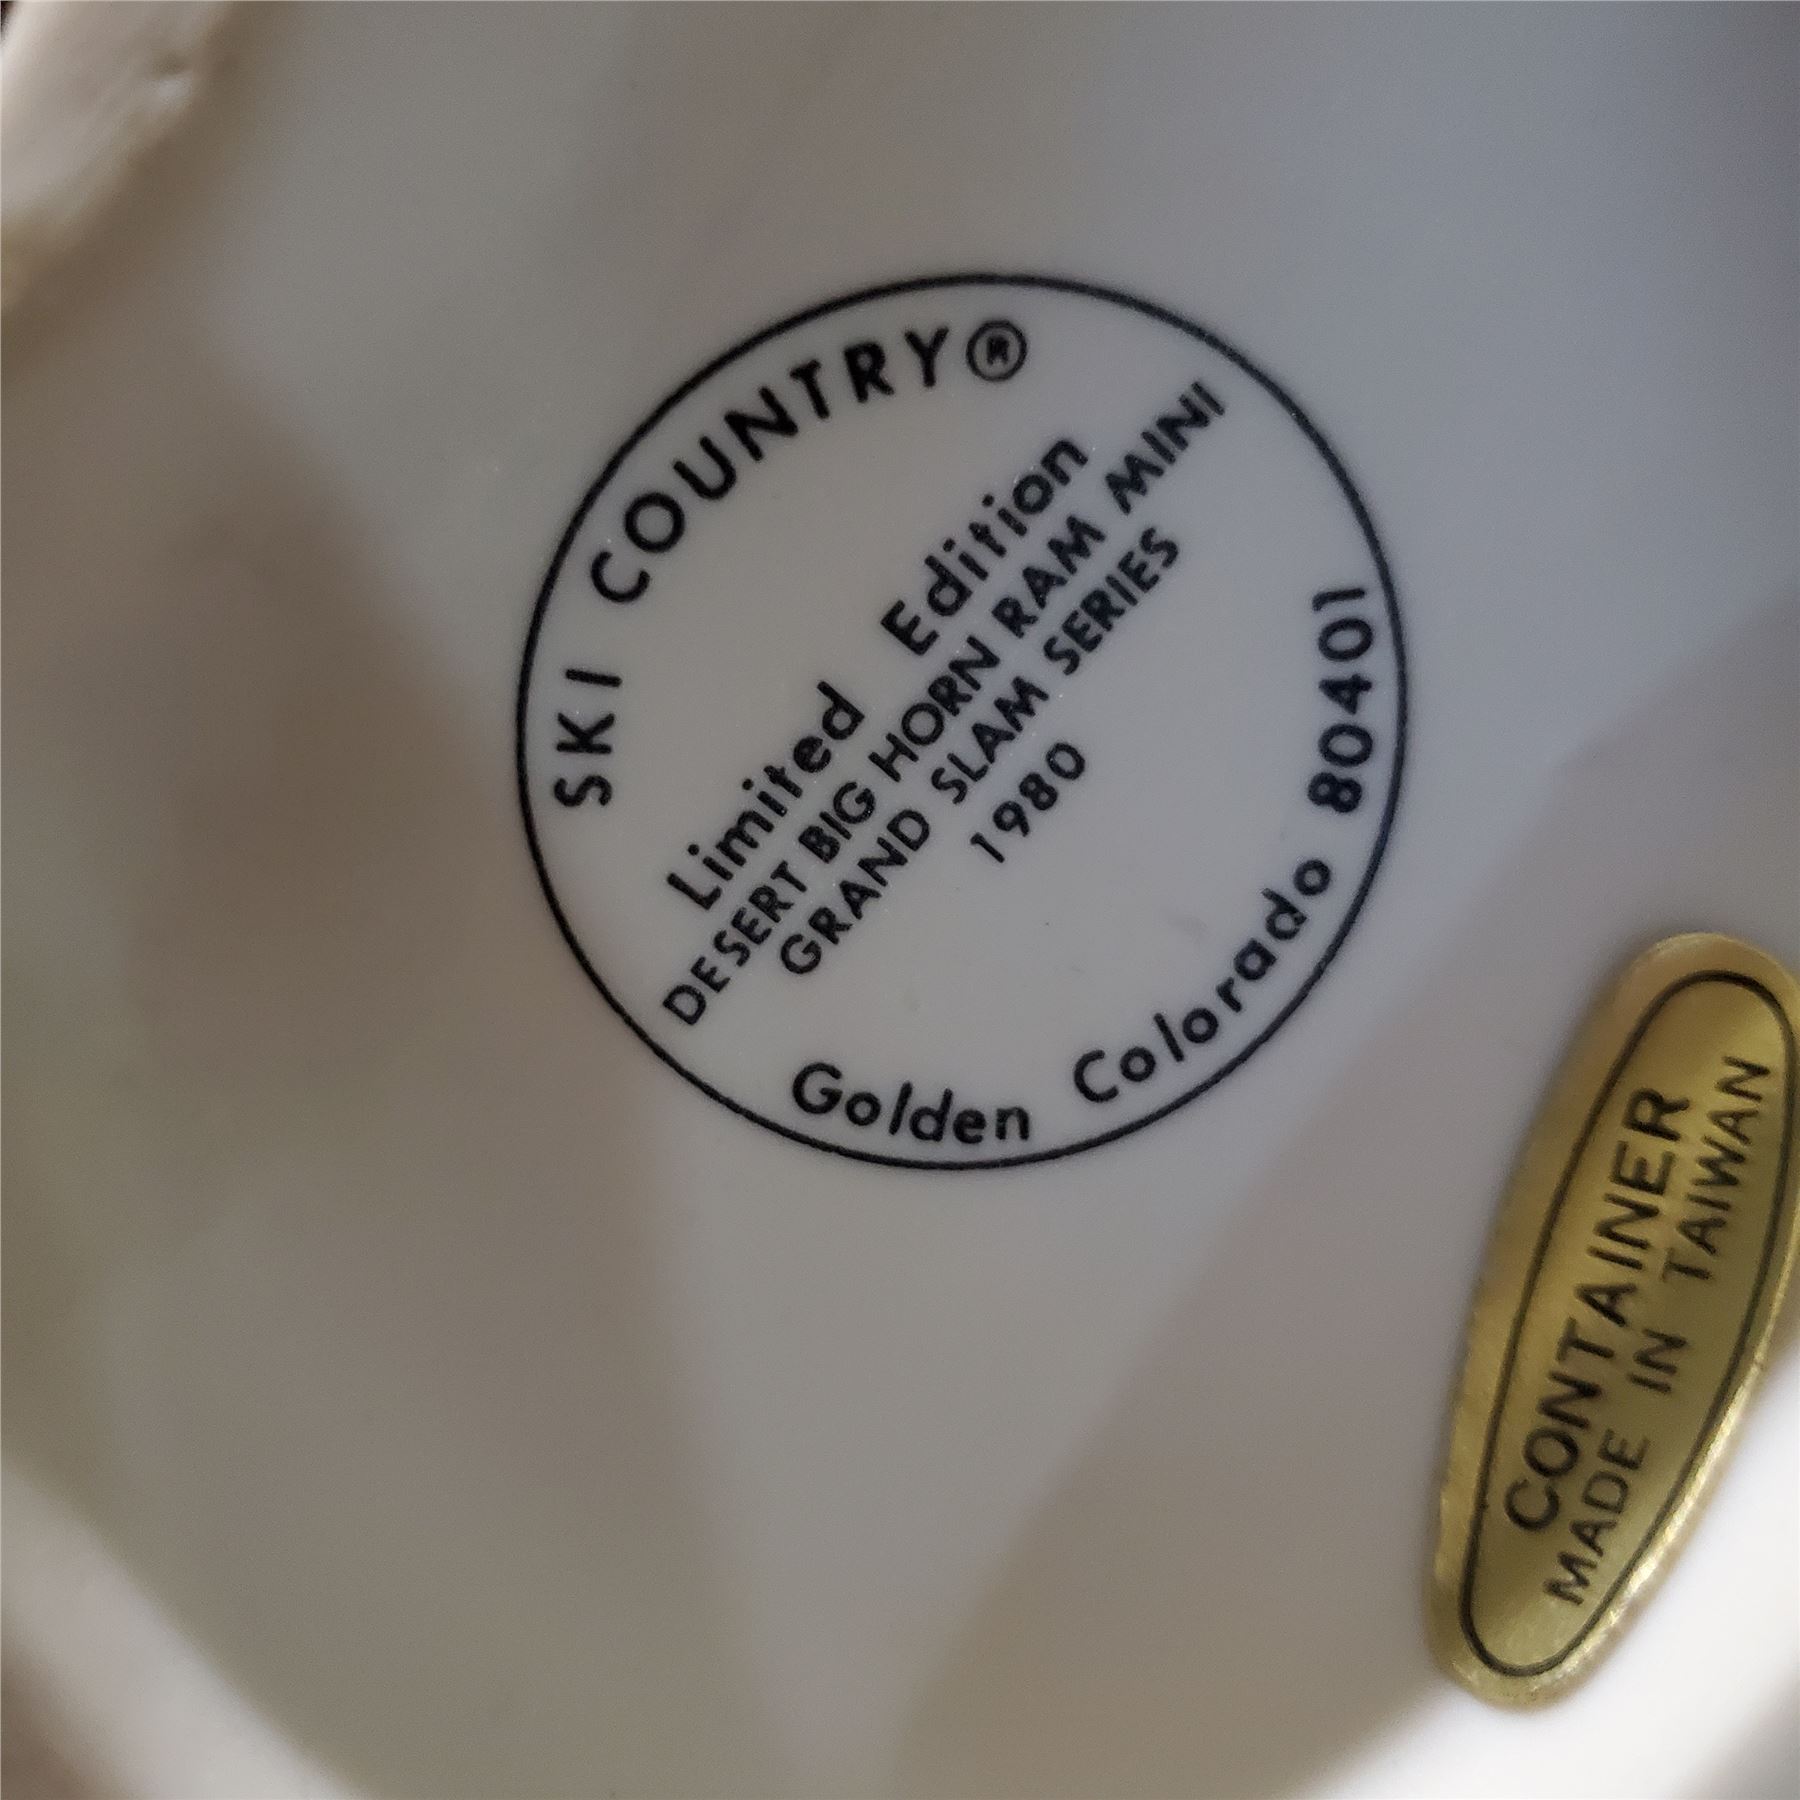 SKI COUNTRY®
Limited Edition
DESERT BIG HORN RAM MINI
GRAND SLAM SERIES
1980
Golden Colorado 80401
CONTAINER
MADE IN TAIWAN